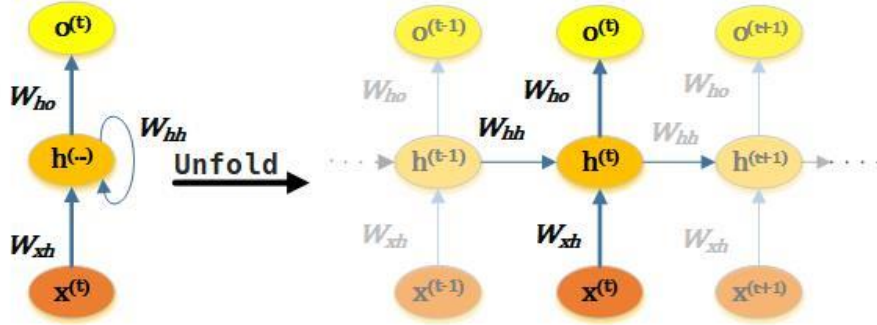 o(t) o(t-1) o(t) o(t+1)
Who Who Who Who
Whh Whh Whh
h(...) Unfold h(t-1) h(t) h(t+1)
Wxh Wxh Wxh Wxh
x(t) x(t-1) x(t) x(t+1)